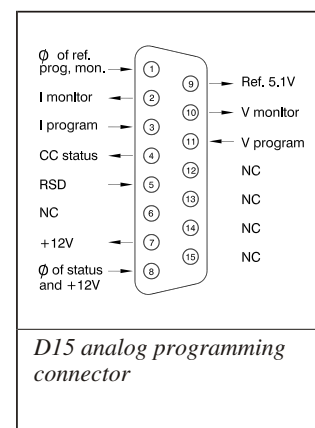 Ø of ref.
prog, mon.
I monitor
I program
CC status
RSD
NC
+12V
Ø of status
and +12V
1
2
3
4
5
6
7
8
9
10
11
12
13
14
15
Ref. 5.1V
V monitor
V program
NC
NC
NC
NC
D15 analog programming
connector